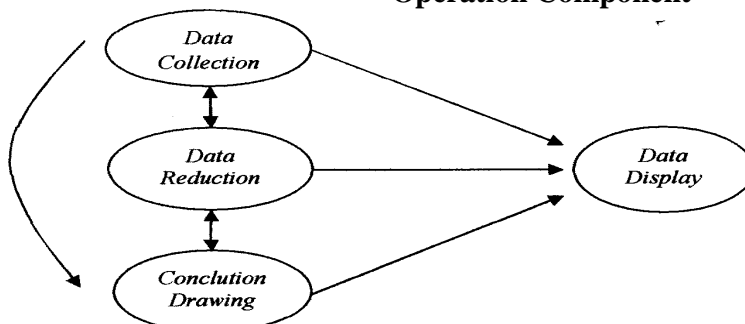 Operation Component
Data
Collection
Data
Reduction
Data
Display
Conclution
Drawing